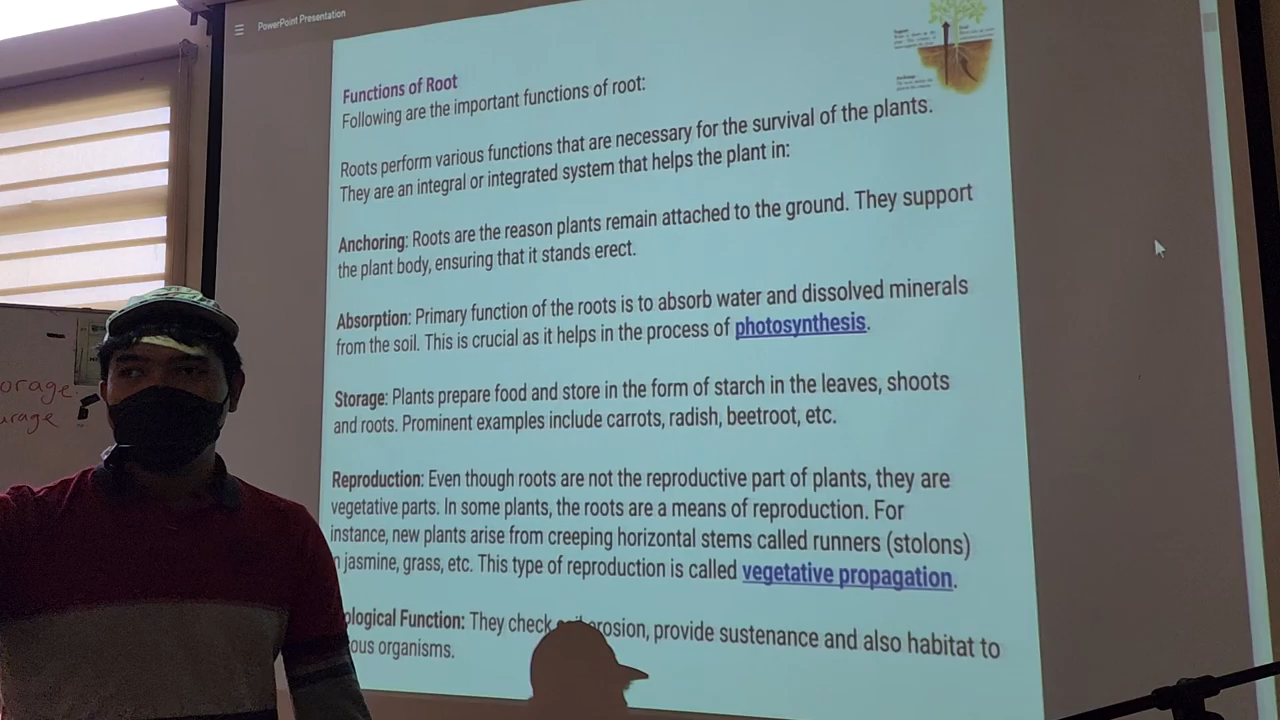 PowerPoint Presentation
Functions of Root
Following are the important functions of root:
Roots perform various functions that are necessary for the survival of the plants.
They are an integral or integrated system that helps the plant in:
Anchoring: Roots are the reason plants remain attached to the ground. They support
the plant body, ensuring that it stands erect.
Absorption: Primary function of the roots is to absorb water and dissolved minerals
from the soil. This is crucial as it helps in the process of photosynthesis.
Storage: Plants prepare food and store in the form of starch in the leaves, shoots
and roots. Prominent examples include carrots, radish, beetroot, etc.
Reproduction: Even though roots are not the reproductive part of plants, they are
vegetative parts. In some plants, the roots are a means of reproduction. For
instance, new plants arise from creeping horizontal stems called runners (stolons)
jasmine, grass, etc. This type of reproduction is called vegetative propagation.
ological Function: They check erosion, provide sustenance and also habitat to
ous organisms.
orage
urage